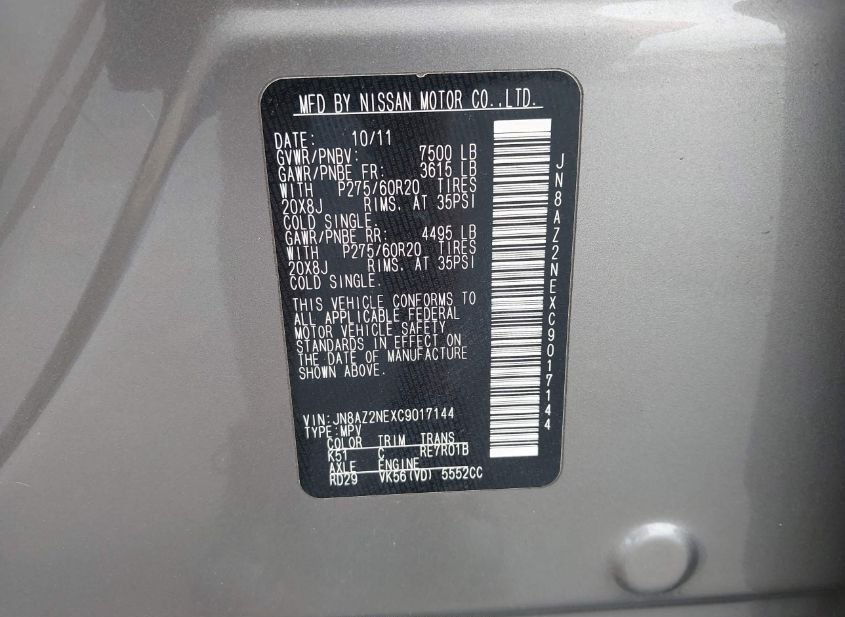 MFD BY NISSAN MOTOR CO.,LTD.
DATE: 10/11
GVWR/PNBV: 7500 LB
GAWR/PNBE FR: 3615 LB
WITH P275/60R20 TIRES
20X8J RIMS. AT 35PSI
COLD SINGLE.
GAWR/PNBE RR: 4495 LB
WITH P275/60R20 TIRES
20X8J RIMS. AT 35PSI
COLD SINGLE.
THIS VEHICLE CONFORMS TO
ALL APPLICABLE FEDERAL
MOTOR VEHICLE SAFETY
STANDARDS IN EFFECT ON
THE DATE OF MANUFACTURE
SHOWN ABOVE.
VIN: JN8AZ2NEXC9017144
TYPE: MPV
COLOR TRIM TRANS
K51 C RE7R01B
AXLE ENGINE
RD29 VK56(VD) 5552CC
JN8AZ2NEXC9017144